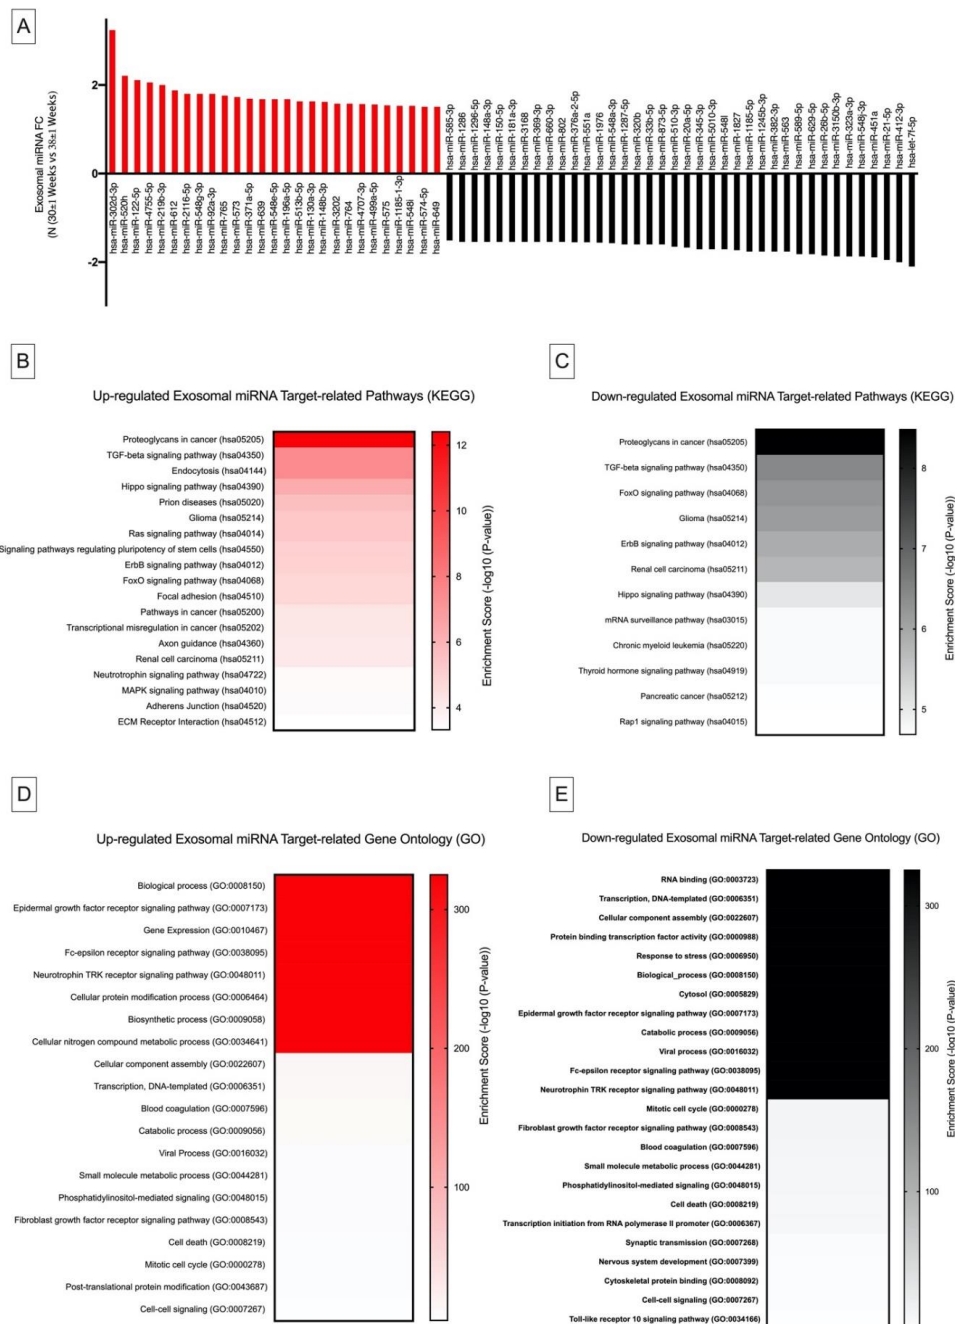 A
Exosomal miRNA FC
(N (30±1 Weeks vs 38±1 Weeks)
2
0
-2
hsa-miR-302d-3p
hsa-miR-520h
hsa-miR-122-5p
hsa-miR-4755-5p
hsa-miR-219b-3p
hsa-miR-612
hsa-miR-2116-5p
hsa-miR-548g-3p
hsa-miR-92a-3p
hsa-miR-765
hsa-miR-573
hsa-miR-371a-5p
hsa-miR-639
hsa-miR-548e-5p
hsa-miR-196a-5p
hsa-miR-513b-5p
hsa-miR-130a-3p
hsa-miR-148b-3p
hsa-miR-3202
hsa-miR-764
hsa-miR-4707-3p
hsa-miR-499a-5p
hsa-miR-575
hsa-miR-1185-1-3p
hsa-miR-548i
hsa-miR-574-5p
hsa-miR-649
hsa-miR-585-3p
hsa-miR-1286
hsa-miR-1296-5p
hsa-miR-148a-3p
hsa-miR-150-5p
hsa-miR-181a-3p
hsa-miR-3168
hsa-miR-369-3p
hsa-miR-660-3p
hsa-miR-802
hsa-miR-376a-2-5p
hsa-miR-551a
hsa-miR-1976
hsa-miR-548a-3p
hsa-miR-1287-5p
hsa-miR-320b
hsa-miR-33b-5p
hsa-miR-873-5p
hsa-miR-510-3p
hsa-miR-20a-5p
hsa-miR-345-3p
hsa-miR-5010-3p
hsa-miR-548l
hsa-miR-1827
hsa-miR-1185-5p
hsa-miR-1245b-3p
hsa-miR-582-3p
hsa-miR-563
hsa-miR-589-5p
hsa-miR-629-5p
hsa-miR-26b-5p
hsa-miR-3150b-3p
hsa-miR-323a-3p
hsa-miR-548j-3p
hsa-miR-451a
hsa-miR-21-5p
hsa-miR-412-3p
hsa-let-7f-5p
B
Up-regulated Exosomal miRNA Target-related Pathways (KEGG)
Proteoglycans in cancer (hsa05205)
TGF-beta signaling pathway (hsa04350)
Endocytosis (hsa04144)
Hippo signaling pathway (hsa04390)
Prion diseases (hsa05020)
Glioma (hsa05214)
Ras signaling pathway (hsa04014)
Signaling pathways regulating pluripotency of stem cells (hsa04550)
ErbB signaling pathway (hsa04012)
FoxO signaling pathway (hsa04068)
Focal adhesion (hsa04510)
Pathways in cancer (hsa05200)
Transcriptional misregulation in cancer (hsa05202)
Axon guidance (hsa04360)
Renal cell carcinoma (hsa05211)
Neutrotrophin signaling pathway (hsa04722)
MAPK signaling pathway (hsa04010)
Adherens Junction (hsa04520)
ECM Receptor Interaction (hsa04512)
12
10
8
6
4
Enrichment Score (-log10 (P-value))
C
Down-regulated Exosomal miRNA Target-related Pathways (KEGG)
Proteoglycans in cancer (hsa05205)
TGF-beta signaling pathway (hsa04350)
FoxO signaling pathway (hsa04068)
Glioma (hsa05214)
ErbB signaling pathway (hsa04012)
Renal cell carcinoma (hsa05211)
Hippo signaling pathway (hsa04390)
mRNA surveillance pathway (hsa03015)
Chronic myeloid leukemia (hsa05220)
Thyroid hormone signaling pathway (hsa04919)
Pancreatic cancer (hsa05212)
Rap1 signaling pathway (hsa04015)
8
7
6
5
Enrichment Score (-log10 (P-value))
D
Up-regulated Exosomal miRNA Target-related Gene Ontology (GO)
Biological process (GO:0008150)
Epidermal growth factor receptor signaling pathway (GO:0007173)
Gene Expression (GO:0010467)
Fc-epsilon receptor signaling pathway (GO:0038095)
Neurotrophin TRK receptor signaling pathway (GO:0048011)
Cellular protein modification process (GO:0006464)
Biosynthetic process (GO:0009058)
Cellular nitrogen compound metabolic process (GO:0034641)
Cellular component assembly (GO:0022607)
Transcription, DNA-templated (GO:0006351)
Blood coagulation (GO:0007596)
Catabolic process (GO:0009056)
Viral Process (GO:0016032)
Small molecule metabolic process (GO:0044281)
Phosphatidylinositol-mediated signaling (GO:0048015)
Fibroblast growth factor receptor signaling pathway (GO:0008543)
Cell death (GO:0008219)
Mitotic cell cycle (GO:0000278)
Post-translational protein modification (GO:0043687)
Cell-cell signaling (GO:0007267)
300
200
100
Enrichment Score (-log10 (P-value))
E
Down-regulated Exosomal miRNA Target-related Gene Ontology (GO)
RNA binding (GO:0003723)
Transcription, DNA-templated (GO:0006351)
Cellular component assembly (GO:0022607)
Protein binding transcription factor activity (GO:0000988)
Response to stress (GO:0006950)
Biological_process (GO:0008150)
Cytosol (GO:0005829)
Epidermal growth factor receptor signaling pathway (GO:0007173)
Catabolic process (GO:0009056)
Viral process (GO:0016032)
Fc-epsilon receptor signaling pathway (GO:0038095)
Neurotrophin TRK receptor signaling pathway (GO:0048011)
Mitotic cell cycle (GO:0000278)
Fibroblast growth factor receptor signaling pathway (GO:0008543)
Blood coagulation (GO:0007596)
Small molecule metabolic process (GO:0044281)
Phosphatidylinositol-mediated signaling (GO:0048015)
Cell death (GO:0008219)
Transcription initiation from RNA polymerase II promoter (GO:0006367)
Synaptic transmission (GO:0007268)
Nervous system development (GO:0007399)
Cytoskeletal protein binding (GO:0008092)
Cell-cell signaling (GO:0007267)
Toll-like receptor 10 signaling pathway (GO:0034166)
300
200
100
Enrichment Score (-log10 (P-value))